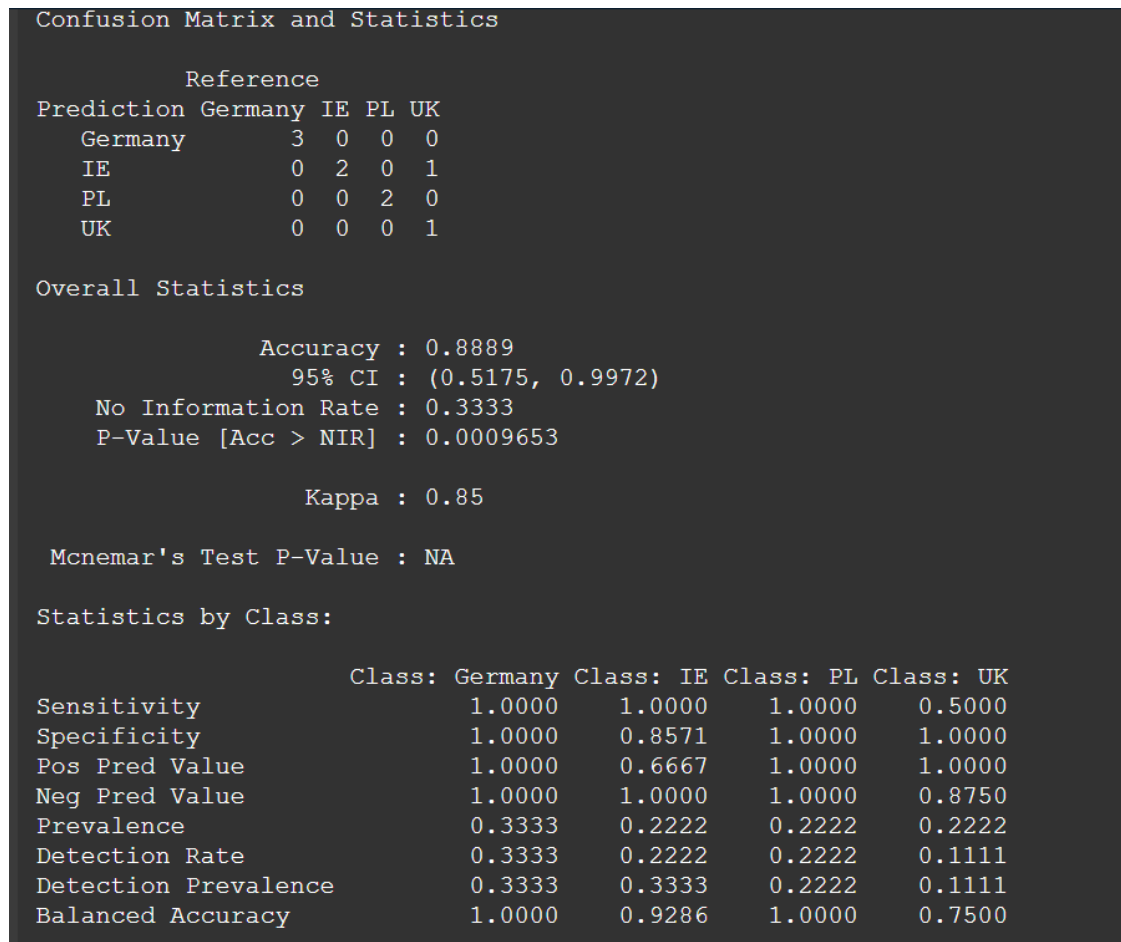 Confusion Matrix and Statistics
Reference
Prediction Germany IE PL UK
Germany 3 0 0 0
IE 0 2 0 1
PL 0 0 2 0
UK 0 0 0 1
Overall Statistics
Accuracy : 0.8889
95% CI : (0.5175, 0.9972)
No Information Rate : 0.3333
P-Value [Acc > NIR] : 0.0009653
Kappa : 0.85
Mcnemar's Test P-Value : NA
Statistics by Class:
Class: Germany Class: IE Class: PL Class: UK
Sensitivity 1.0000 1.0000 1.0000 0.5000
Specificity 1.0000 0.8571 1.0000 1.0000
Pos Pred Value 1.0000 0.6667 1.0000 1.0000
Neg Pred Value 1.0000 1.0000 1.0000 0.8750
Prevalence 0.3333 0.2222 0.2222 0.2222
Detection Rate 0.3333 0.2222 0.2222 0.1111
Detection Prevalence 0.3333 0.3333 0.2222 0.1111
Balanced Accuracy 1.0000 0.9286 1.0000 0.7500